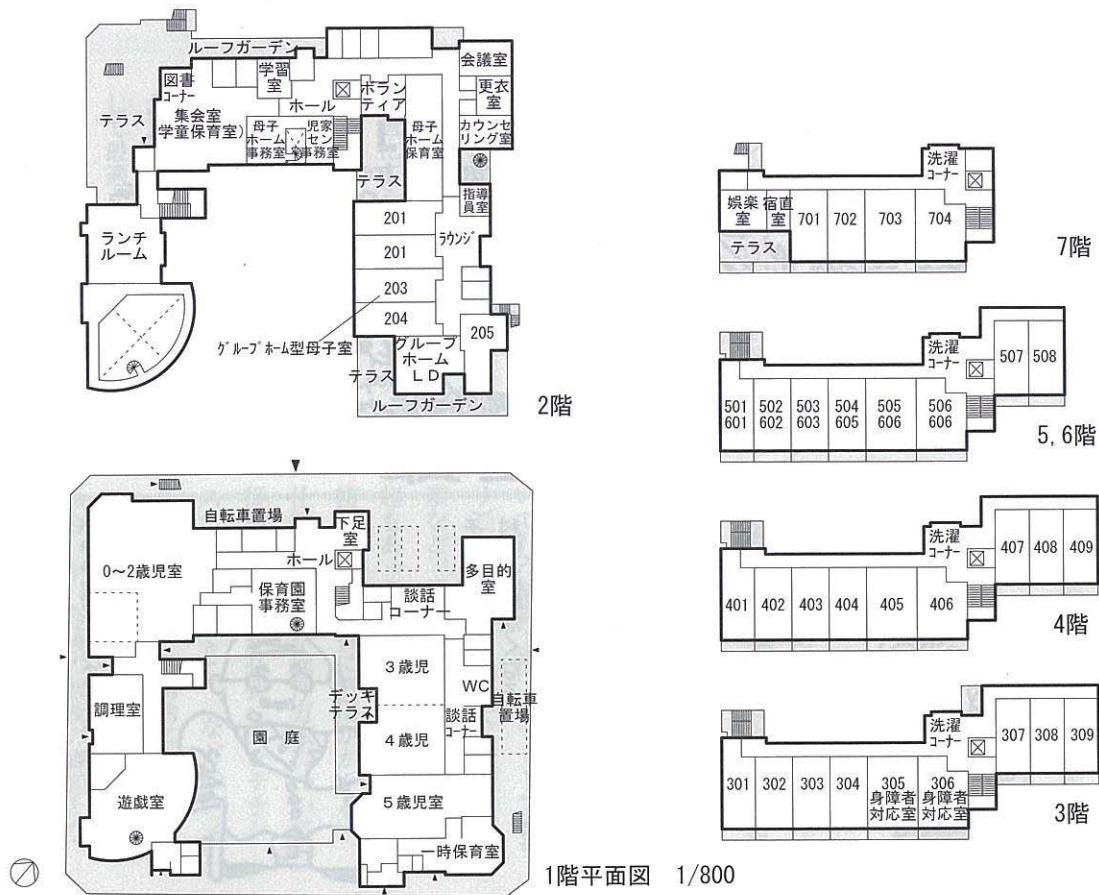 ルーフガーデン
図書
コーナー
学習
室
ホール
ボラン
ティア
会議室
更衣
室
テラス
集会室
学童保育室)
母子
ホーム
事務室
児家
セン
事務室
母子
ホーム
保育室
カウンセ
リング室
テラス
指導
員室
ランチ
ルーム
201
201
203
204
ラウンジ
205
グループホーム型母子室
グループ
ホーム
LD
テラス
ルーフガーデン
2階
自転車置場
下足
室
ホール
0～2歳児室
保育園
事務室
談話
コーナー
多目的
室
3歳児
WC
自転車
置場
デッキ
テラス
談話
コーナー
調理室
園庭
4歳児
遊戯室
5歳児室
一時保育室
1階平面図 1/800
洗濯
コーナー
娯楽
室
宿直
室
701
702
703
704
テラス
7階
洗濯
コーナー
507
508
501
601
502
602
503
603
504
605
505
606
506
606
5,6階
洗濯
コーナー
407
408
409
401
402
403
404
405
406
4階
洗濯
コーナー
307
308
309
301
302
303
304
305
身障者
対応室
306
身障者
対応室
3階